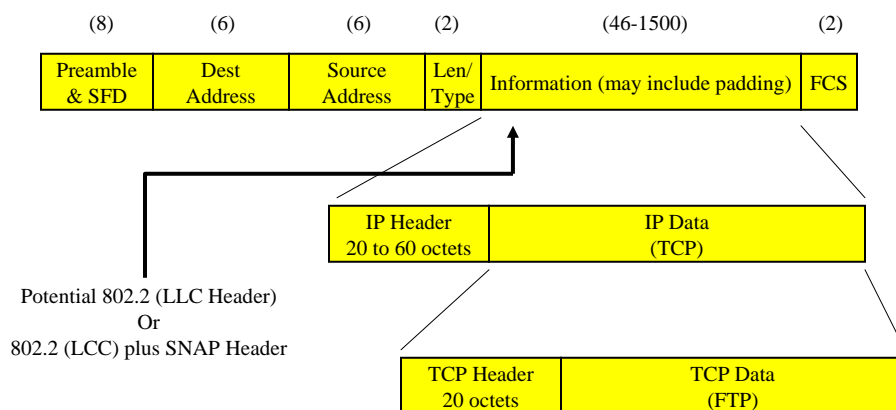 (8) (6) (6) (2) (46-1500) (2)
Preamble & SFD
Dest Address
Source Address
Len/ Type
Information (may include padding)
FCS
IP Header
20 to 60 octets
IP Data
(TCP)
Potential 802.2 (LLC Header)
Or
802.2 (LCC) plus SNAP Header
TCP Header
20 octets
TCP Data
(FTP)